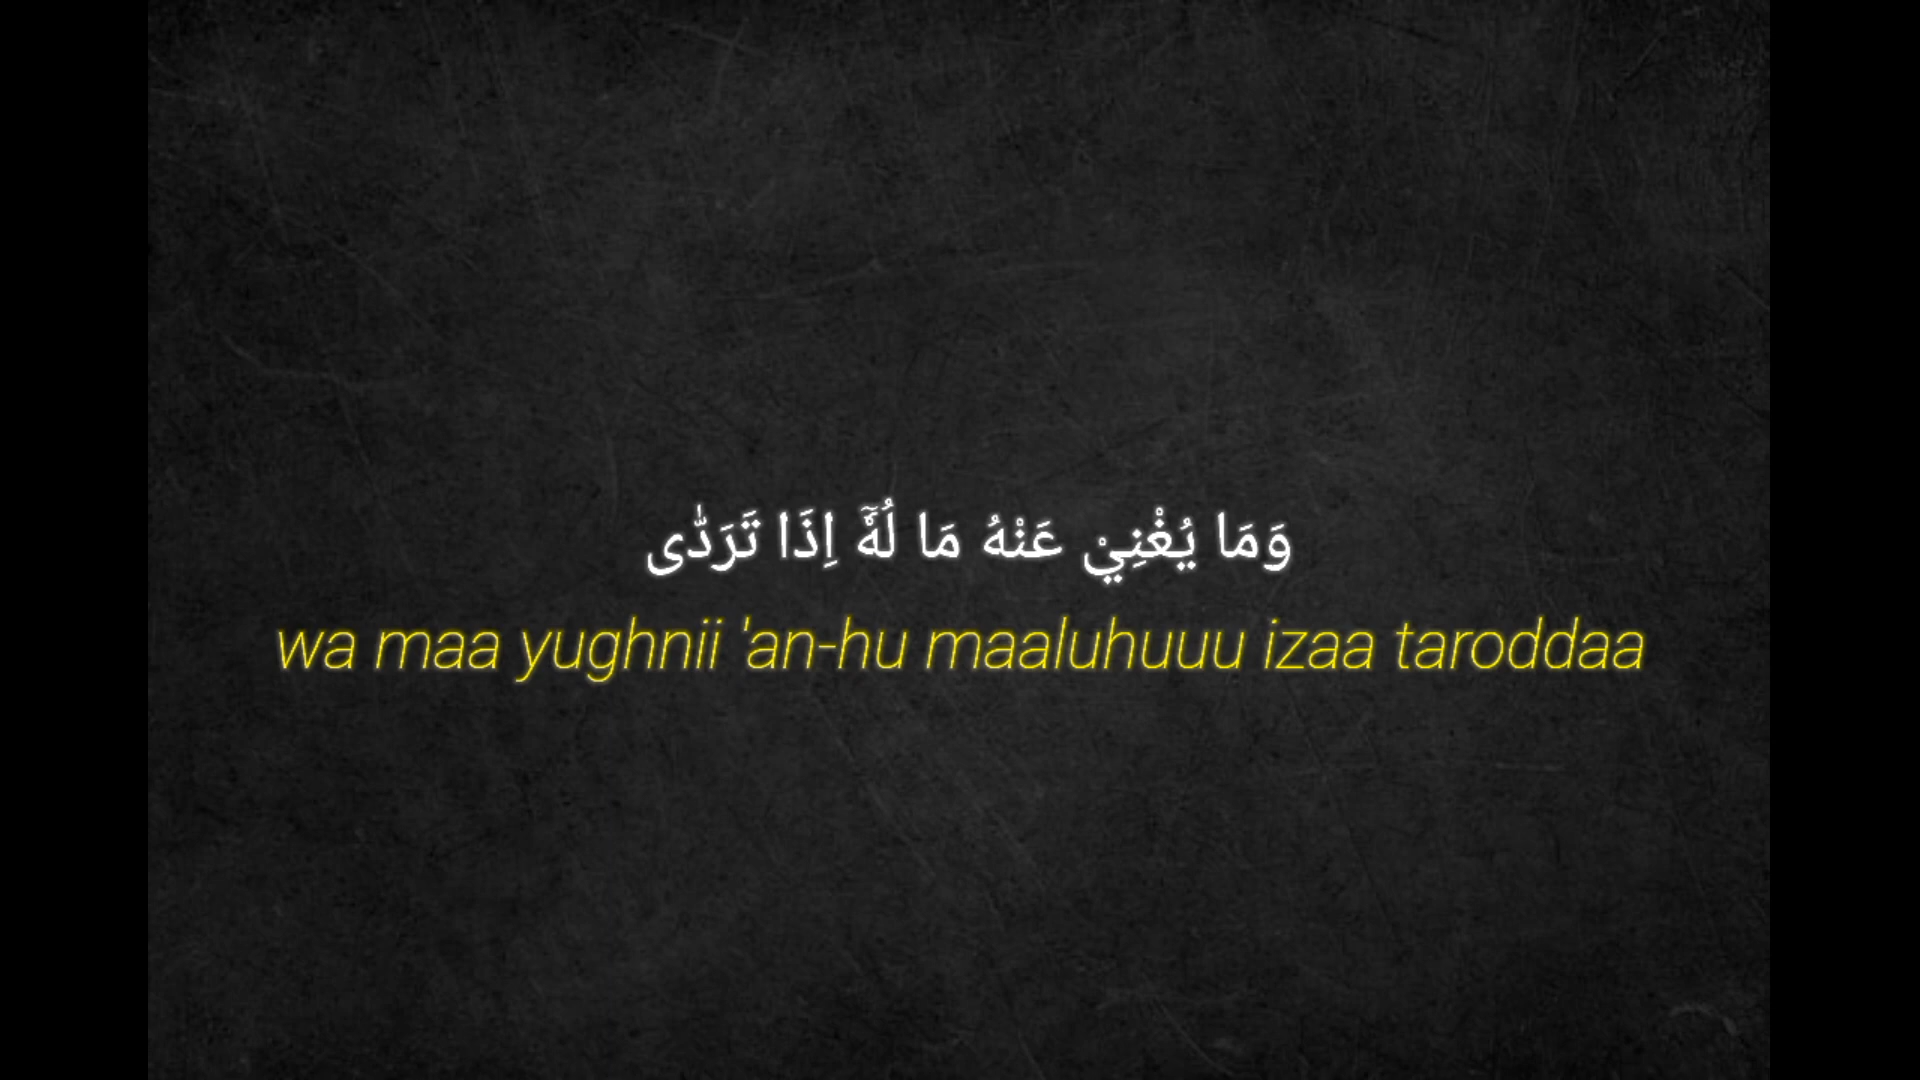 وَمَا يُغْنِيْ عَنْهُ مَا لُهٗٓ اِذَا تَرَدّٰى
wa maa yughnii 'an-hu maaluhuuu izaa taroddaa